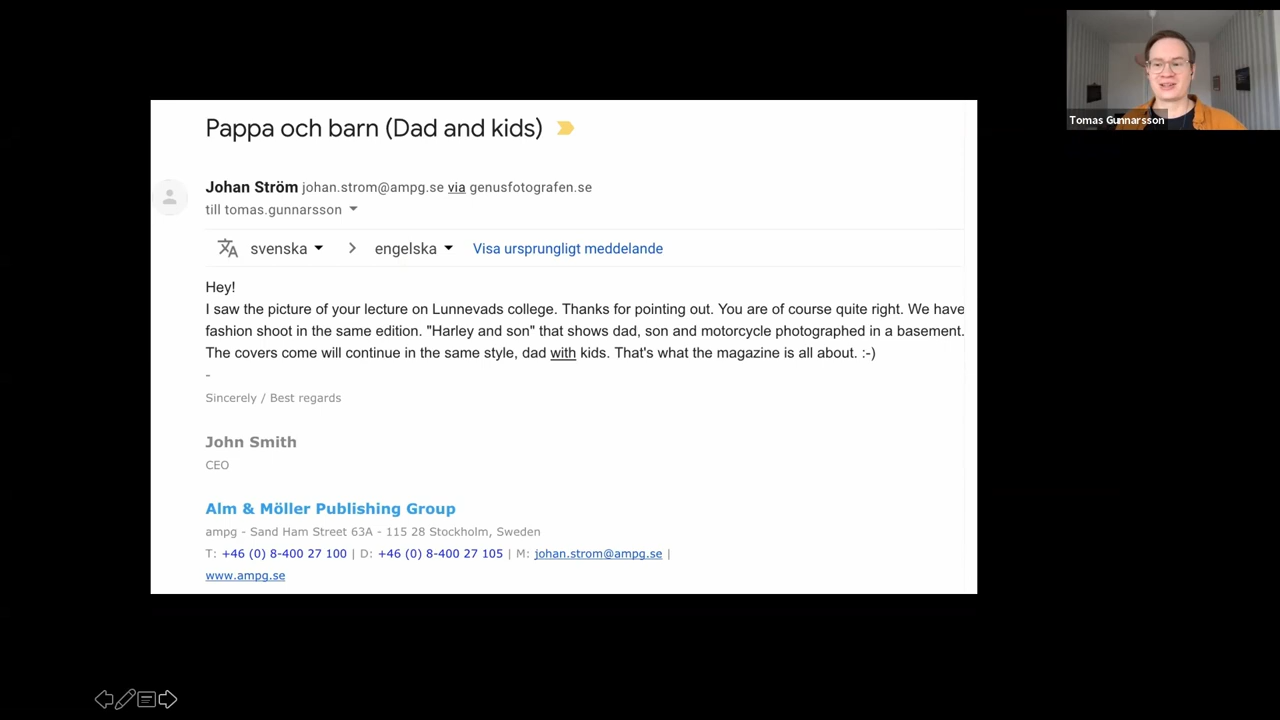 Tomas Gunnarsson
Pappa och barn (Dad and kids)
Johan Ström johan.strom@ampg.se via genusfotografen.se
till tomas.gunnarsson
svenska > engelska Visa ursprungligt meddelande
Hey!
I saw the picture of your lecture on Lunnevads college. Thanks for pointing out. You are of course quite right. We have
fashion shoot in the same edition. "Harley and son" that shows dad, son and motorcycle photographed in a basement.
The covers come will continue in the same style, dad with kids. That's what the magazine is all about. :-)
-
Sincerely / Best regards
John Smith
CEO
Alm & Möller Publishing Group
ampg - Sand Ham Street 63A - 115 28 Stockholm, Sweden
T: +46 (0) 8-400 27 100 | D: +46 (0) 8-400 27 105 | M: johan.strom@ampg.se |
www.ampg.se